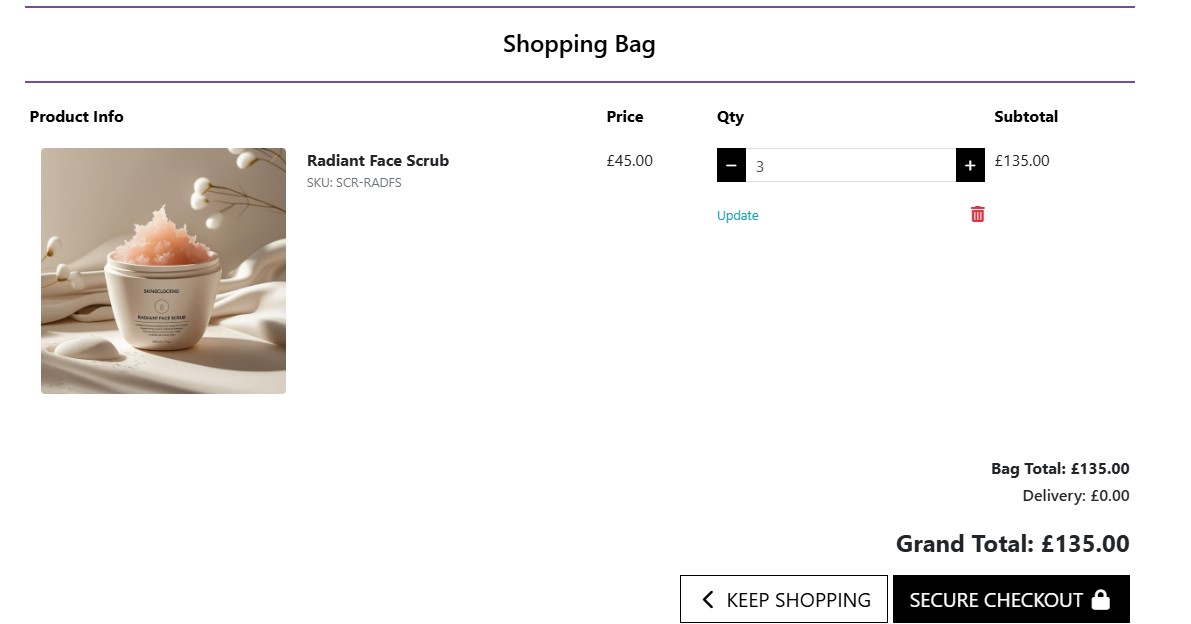 Shopping Bag
Product Info Price Qty Subtotal
Radiant Face Scrub £45.00 − 3 + £135.00
SKU: SCR-RADFS
Update
RADIANT FACE SCRUB
Bag Total: £135.00
Delivery: £0.00
Grand Total: £135.00
KEEP SHOPPING SECURE CHECKOUT